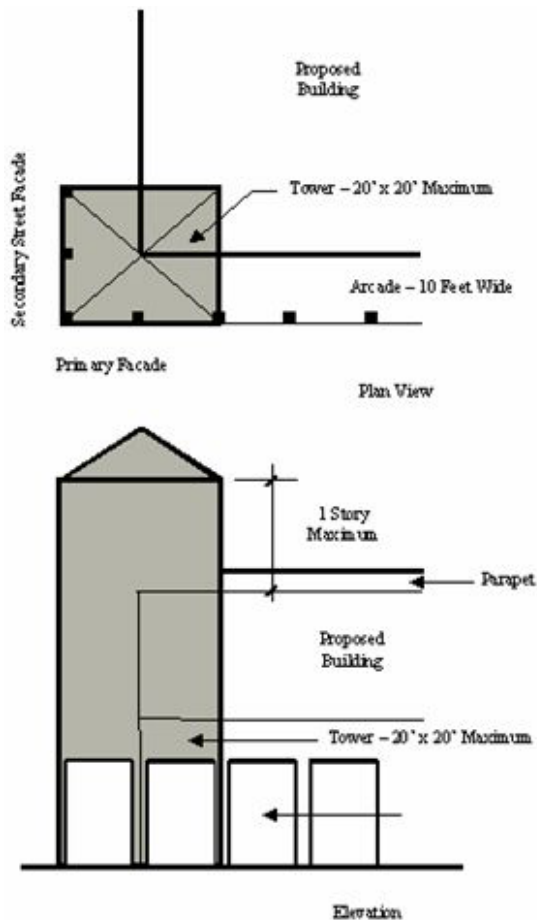 Proposed
Building
Secondary Street Facade
Tower – 20' x 20' Maximum
Arcade – 10 Feet Wide
Primary Facade
Plan View
1 Story
Maximum
Parapet
Proposed
Building
Tower – 20' x 20' Maximum
Elevation